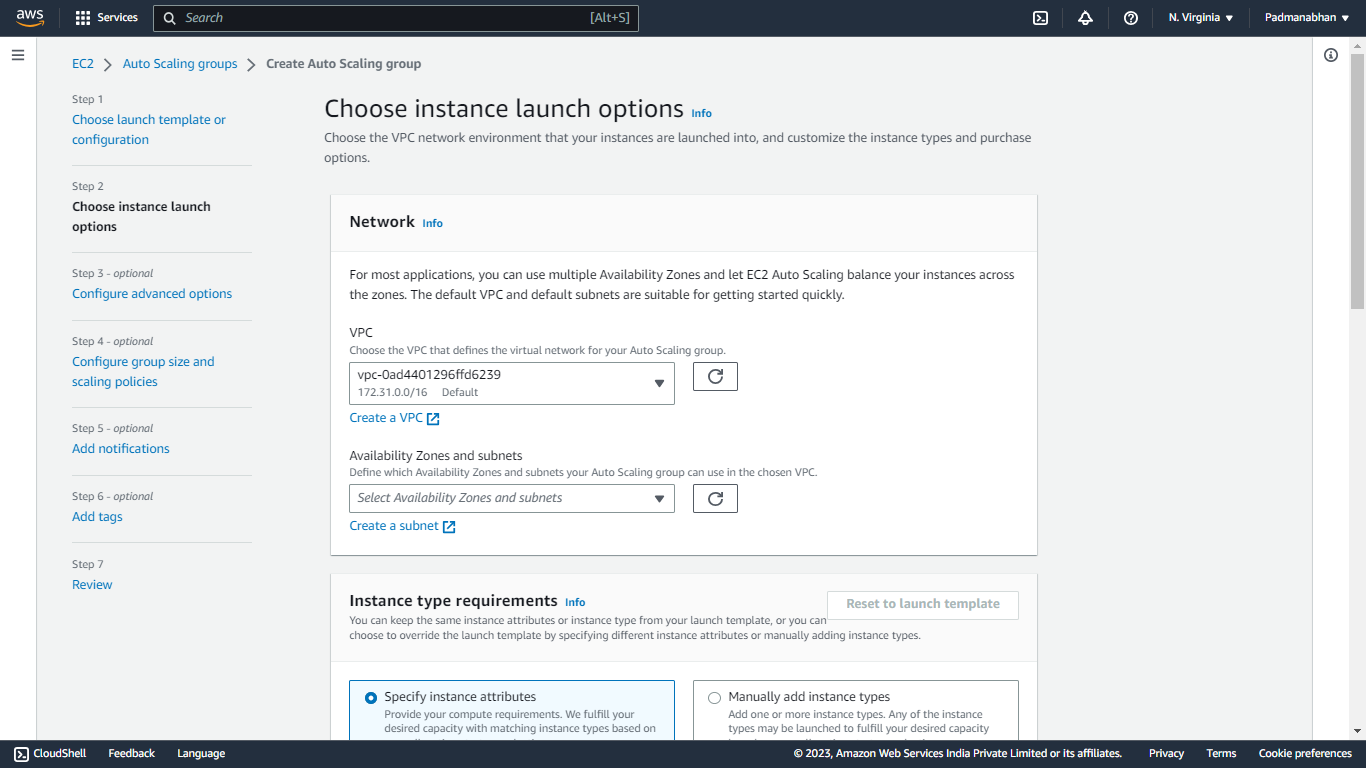 aws
Services
Search
[Alt+S]
N. Virginia
Padmanabhan
EC2
Auto Scaling groups
Create Auto Scaling group
Step 1
Choose launch template or
configuration
Step 2
Choose instance launch
options
Step 3 - optional
Configure advanced options
Step 4 - optional
Configure group size and
scaling policies
Step 5 - optional
Add notifications
Step 6 - optional
Add tags
Step 7
Review
Choose instance launch options Info
Choose the VPC network environment that your instances are launched into, and customize the instance types and purchase
options.
Network Info
For most applications, you can use multiple Availability Zones and let EC2 Auto Scaling balance your instances across
the zones. The default VPC and default subnets are suitable for getting started quickly.
VPC
Choose the VPC that defines the virtual network for your Auto Scaling group.
vpc-0ad4401296ffd6239
172.31.0.0/16 Default
Create a VPC
Availability Zones and subnets
Define which Availability Zones and subnets your Auto Scaling group can use in the chosen VPC.
Select Availability Zones and subnets
Create a subnet
Instance type requirements Info
Reset to launch template
You can keep the same instance attributes or instance type from your launch template, or you can
choose to override the launch template by specifying different instance attributes or manually adding instance types.
Specify instance attributes
Provide your compute requirements. We fulfill your
desired capacity with matching instance types based on
Manually add instance types
Add one or more instance types. Any of the instance
types may be launched to fulfill your desired capacity
CloudShell
Feedback
Language
© 2023, Amazon Web Services India Private Limited or its affiliates.
Privacy
Terms
Cookie preferences